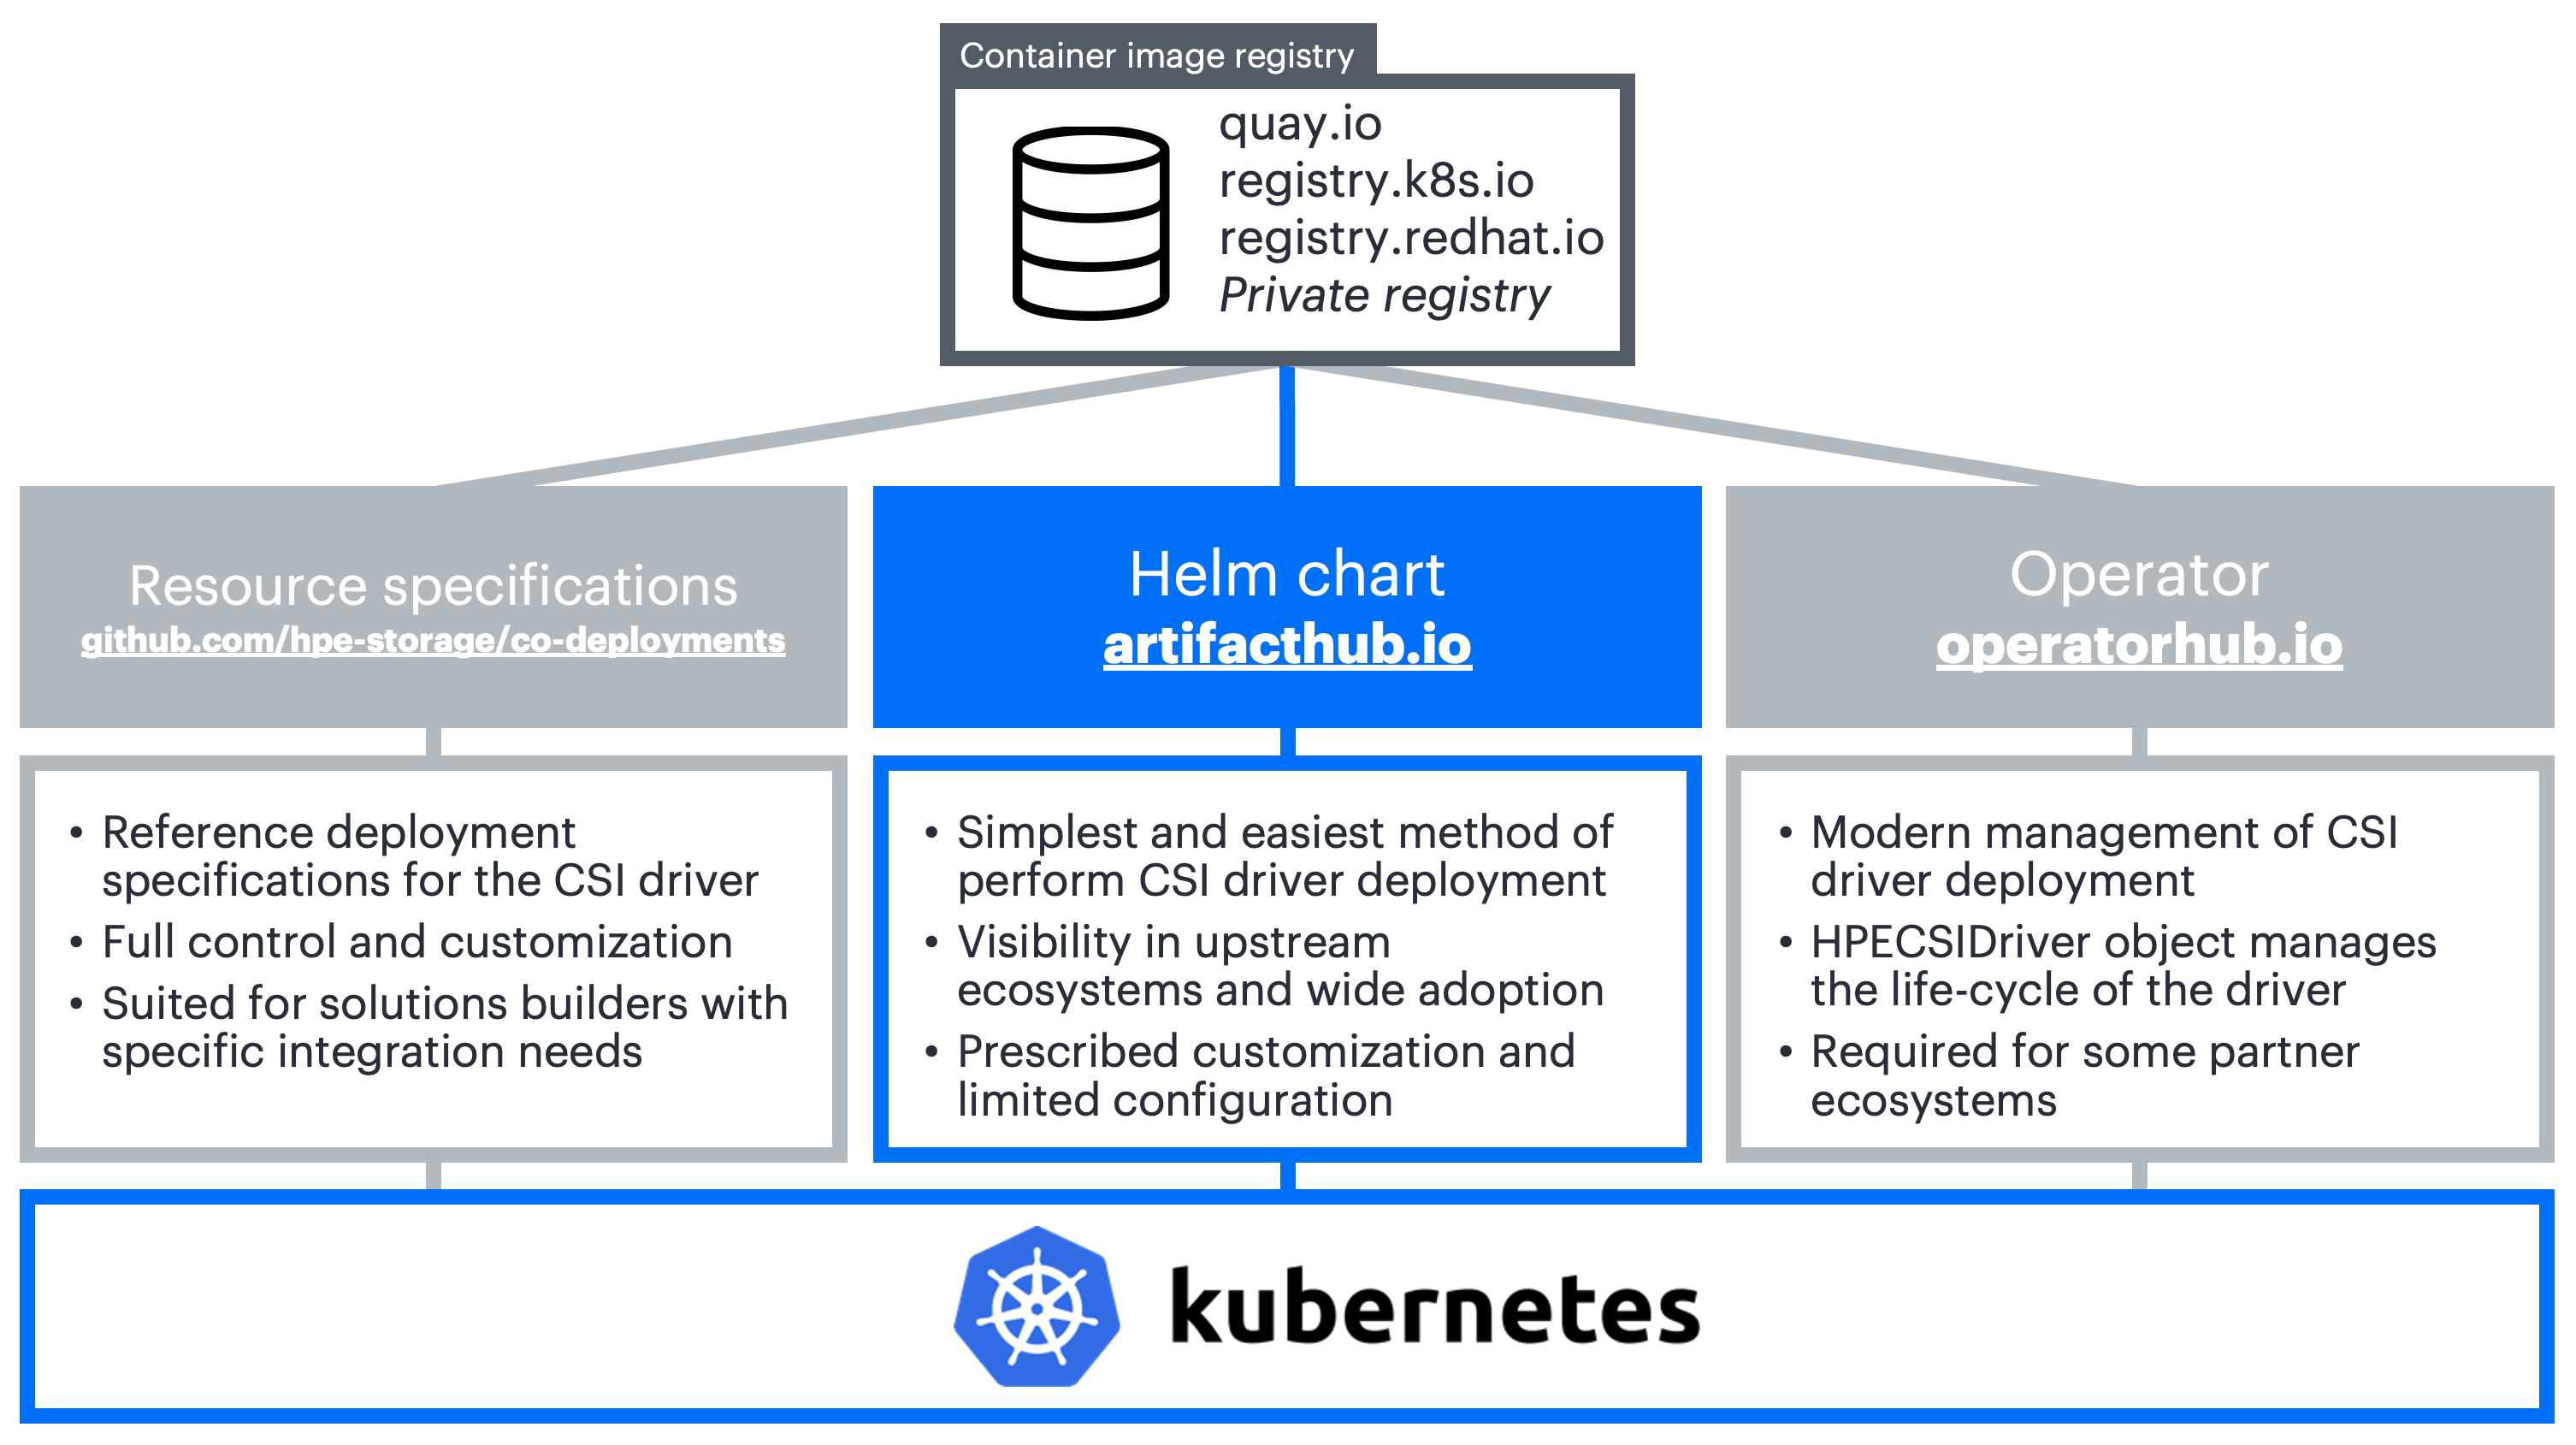 Container image registry
quay.io
registry.k8s.io
registry.redhat.io
Private registry
Resource specifications
github.com/hpe-storage/co-deployments
• Reference deployment
specifications for the CSI driver
• Full control and customization
• Suited for solutions builders with
specific integration needs
Helm chart
artifacthub.io
• Simplest and easiest method of
perform CSI driver deployment
• Visibility in upstream
ecosystems and wide adoption
• Prescribed customization and
limited configuration
Operator
operatorhub.io
• Modern management of CSI
driver deployment
• HPECSIDriver object manages
the life-cycle of the driver
• Required for some partner
ecosystems
kubernetes